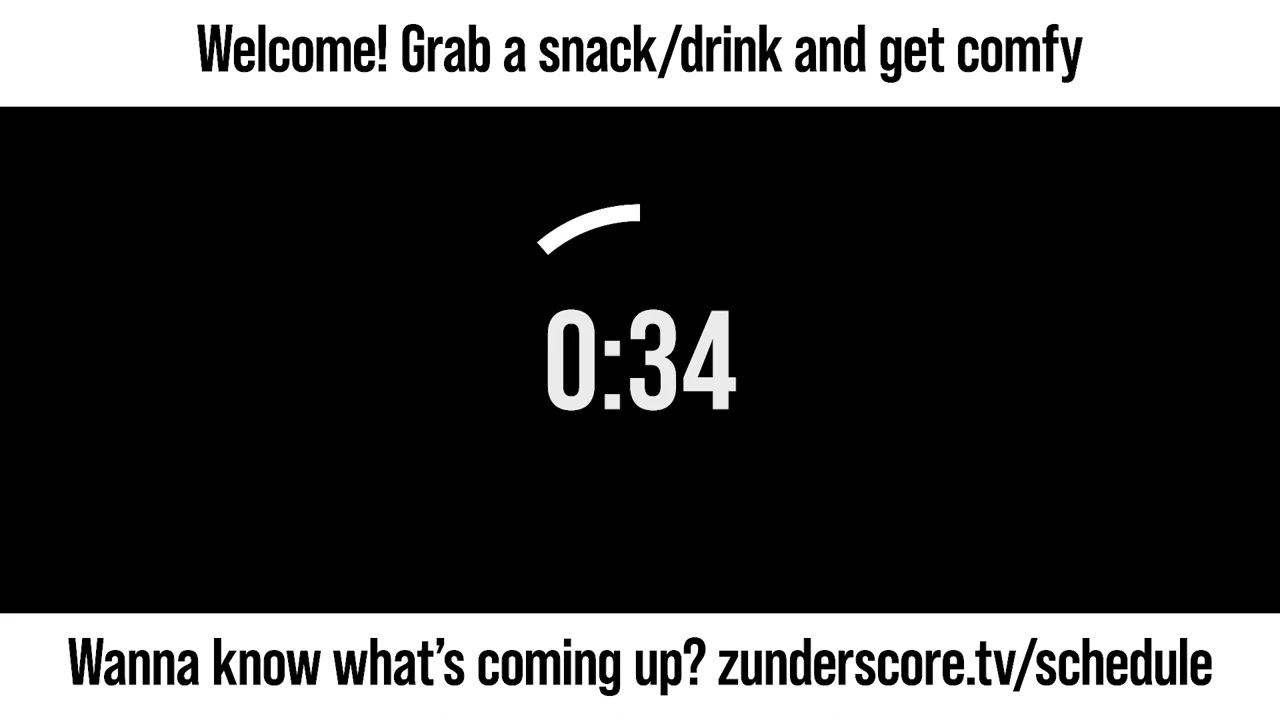 Welcome! Grab a snack/drink and get comfy
0:34
Wanna know what's coming up? zunderscore.tv/schedule